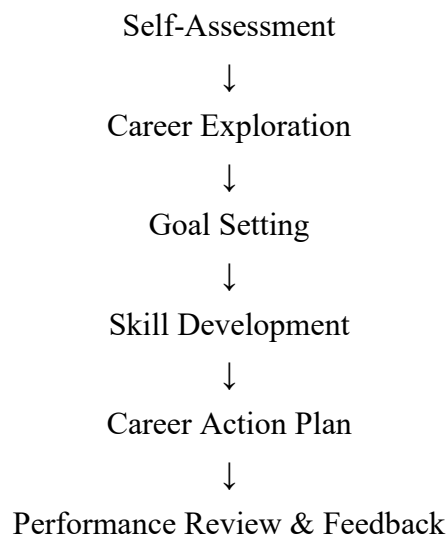 Self-Assessment
↓
Career Exploration
↓
Goal Setting
↓
Skill Development
↓
Career Action Plan
↓
Performance Review & Feedback